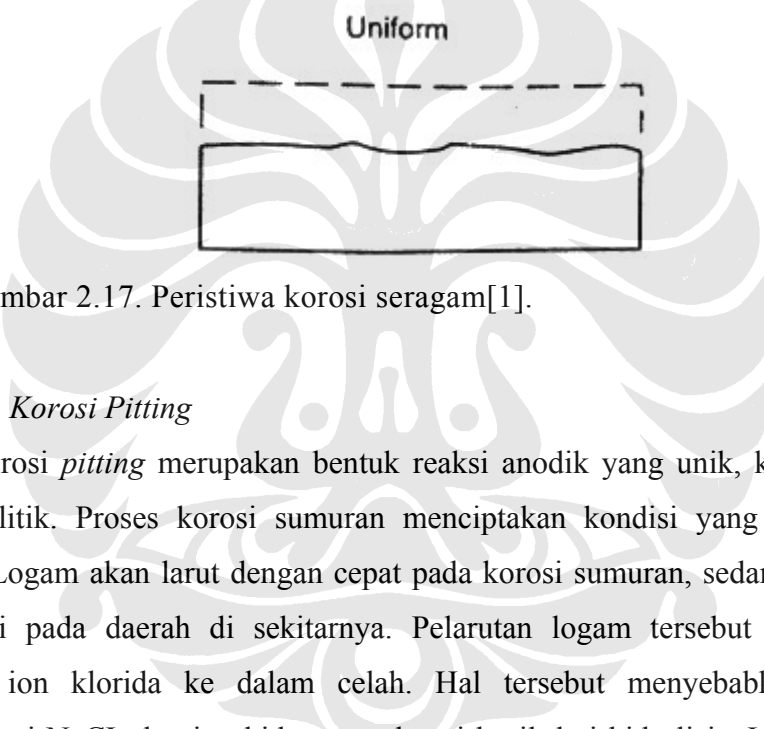 Uniform
mbar 2.17. Peristiwa korosi seragam[1].
Korosi Pitting
rosi pitting merupakan bentuk reaksi anodik yang unik, k
litik. Proses korosi sumuran menciptakan kondisi yang
Logam akan larut dengan cepat pada korosi sumuran, sedar
i pada daerah di sekitarnya. Pelarutan logam tersebut
ion klorida ke dalam celah. Hal tersebut menyebabl